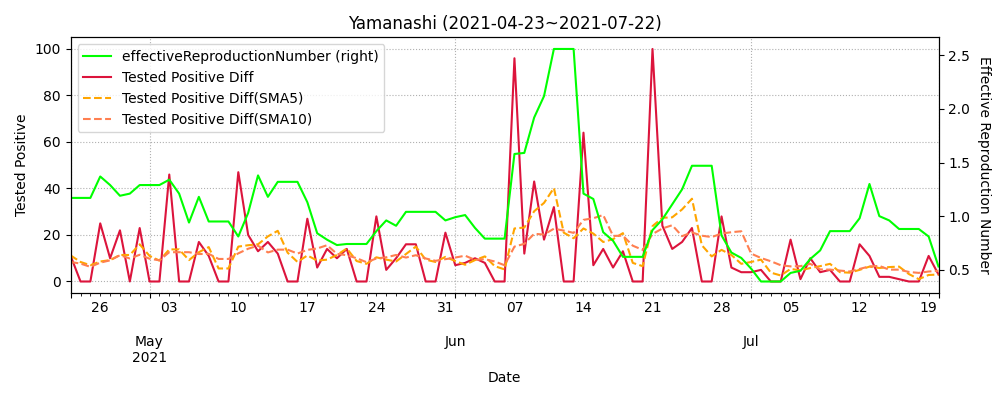 Yamanashi (2021-04-23~2021-07-22)
effectiveReproductionNumber (right)
Tested Positive Diff
Tested Positive Diff(SMA5)
Tested Positive Diff(SMA10)
Tested Positive
100
80
60
40
20
0
2.5
2.0
1.5
1.0
0.5
Effective Reproduction Number
26 03 10 17 24 31 07 14 21 28 05 12 19
May Jun Jul
2021
Date